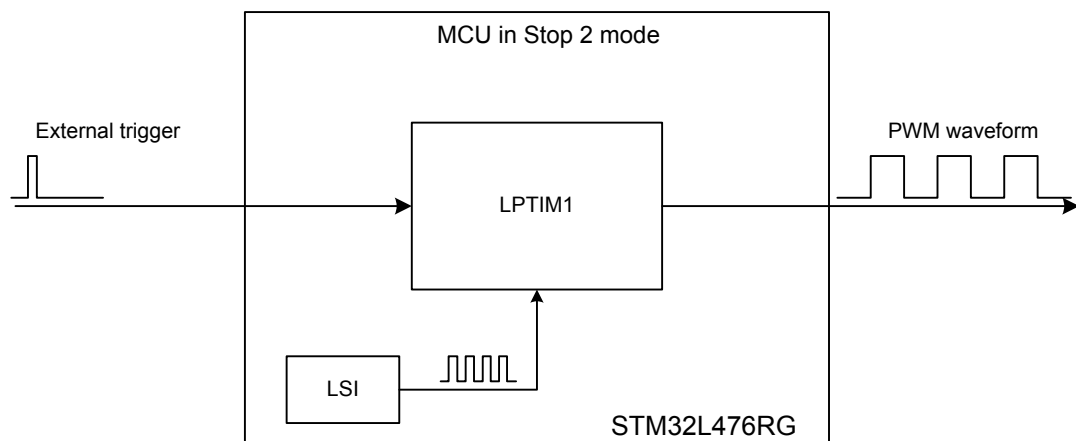 MCU in Stop 2 mode
External trigger
PWM waveform
LPTIM1
LSI
STM32L476RG